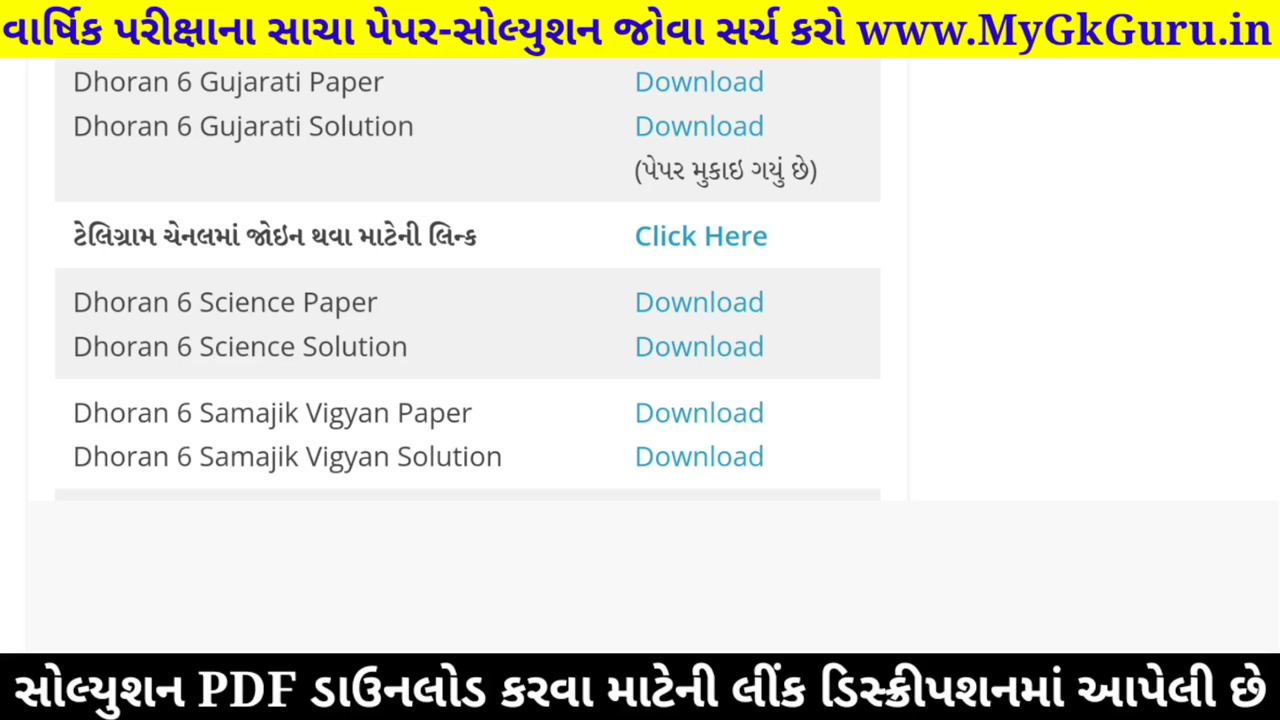 વાર્ષિક પરીક્ષાના સાચા પેપર-સોલ્યુશન જોવા સર્ચ કરો www.MyGkGuru.in
Dhoran 6 Gujarati Paper Download
Dhoran 6 Gujarati Solution Download
(પેપર મુકાઇ ગયું છે)
ટેલિગ્રામ ચેનલમાં જોઇન થવા માટેની લિન્ક Click Here
Dhoran 6 Science Paper Download
Dhoran 6 Science Solution Download
Dhoran 6 Samajik Vigyan Paper Download
Dhoran 6 Samajik Vigyan Solution Download
સોલ્યુશન PDF ડાઉનલોડ કરવા માટેની લીંક ડિસ્ક્રીપશનમાં આપેલી છે